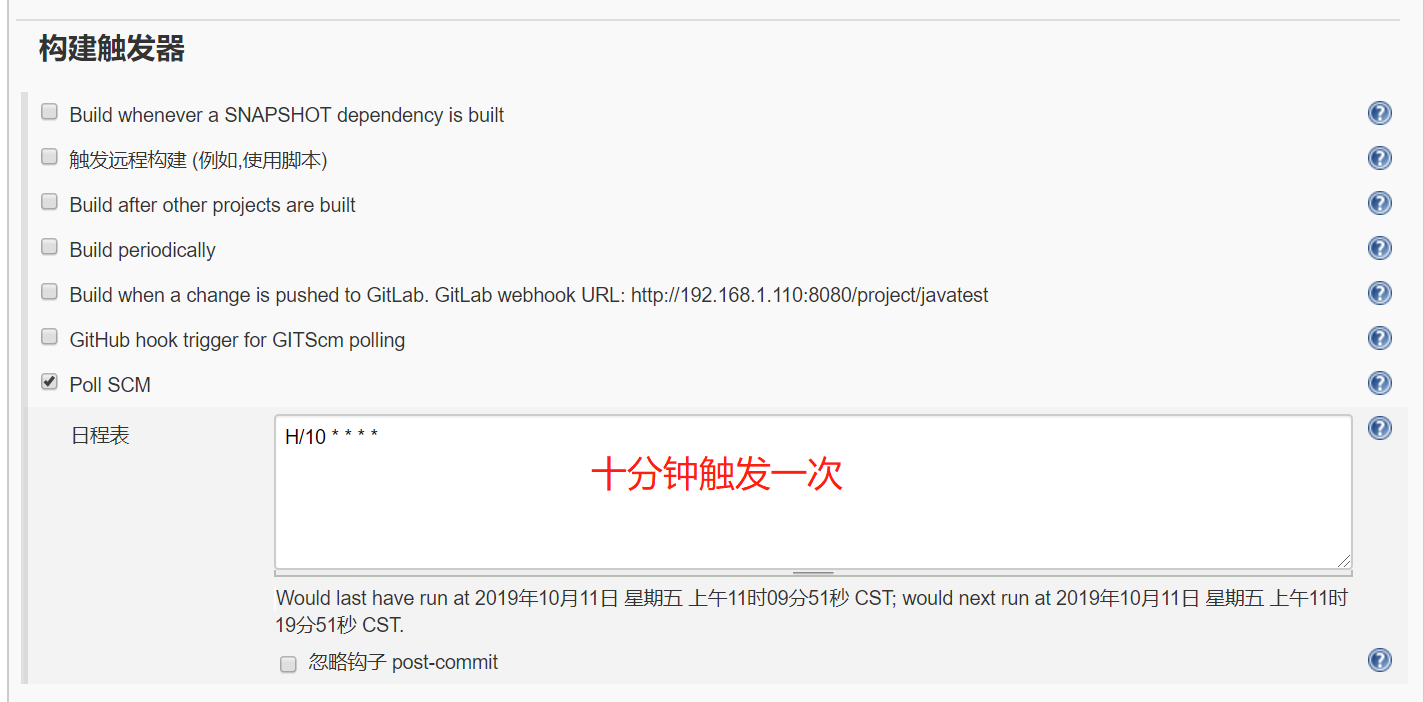 构建触发器
Build whenever a SNAPSHOT dependency is built
触发远程构建 (例如,使用脚本)
Build after other projects are built
Build periodically
Build when a change is pushed to GitLab. GitLab webhook URL: http://192.168.1.110:8080/project/javatest
GitHub hook trigger for GITScm polling
Poll SCM
日程表
H/10 * * * *
十分钟触发一次
Would last have run at 2019年10月11日 星期五 上午11时09分51秒 CST; would next run at 2019年10月11日 星期五 上午11时
19分51秒 CST.
忽略钩子 post-commit